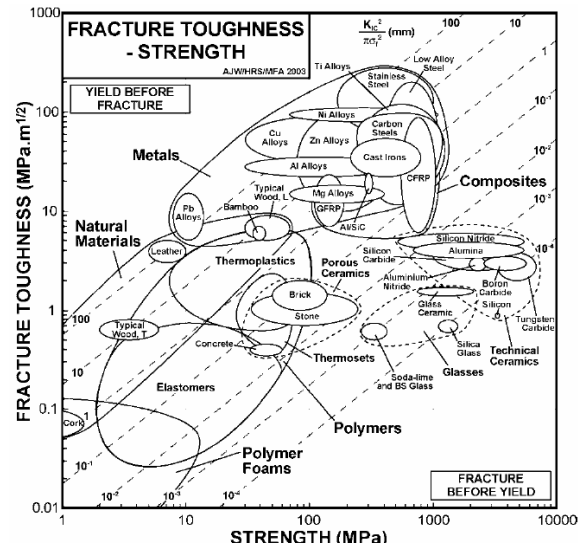 FRACTURE TOUGHNESS
- STRENGTH
AJW/HRS/MFA 2003
YIELD BEFORE
FRACTURE
K_IC²
πσ_f² (mm)
100
10
1
10⁻¹
10⁻²
10⁻³
10⁻⁴
Ti Alloys
Low Alloy
Steel
Stainless
Steel
Ni Alloys
Cu
Alloys
Zn Alloys
Carbon
Steels
Cast Irons
Al Alloys
Mg Alloys
CFRP
GFRP
Al/SiC
Metals
Composites
Pb
Alloys
Bamboo
Typical
Wood, L
Natural
Materials
Leather
Thermoplastics
Porous
Ceramics
Silicon
Carbide
Silicon Nitride
Alumina
Aluminium
Nitride
Boron
Carbide
Glass
Ceramic
Silicon
Tungsten
Carbide
Brick
Stone
Typical
Wood, T
Concrete
Thermosets
Soda-lime
and BS Glass
Silica
Glass
Glasses
Technical
Ceramics
Elastomers
Polymers
Cork
Polymer
Foams
100
10
1
10⁻¹
10⁻²
10⁻³
10⁻⁴
FRACTURE
BEFORE YIELD
FRACTURE TOUGHNESS (MPa.m^1/2)
1000
100
10
1
0.1
0.01
1
10
100
1000
10000
STRENGTH (MPa)